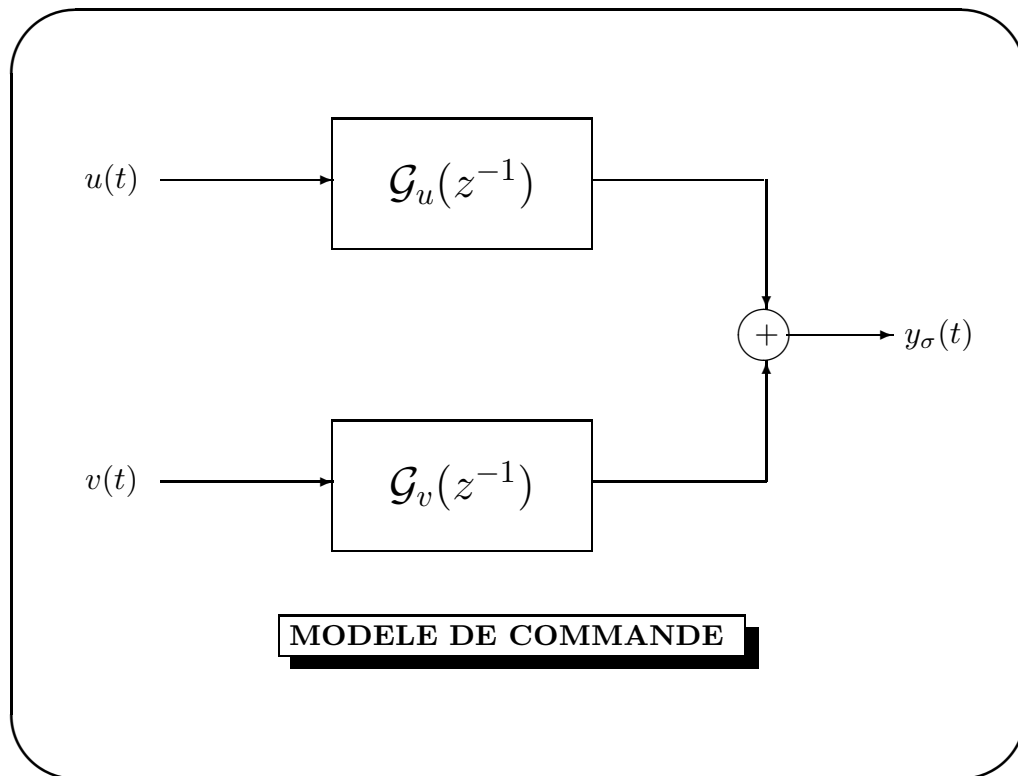 u(t)
𝒢ᵤ(z⁻¹)
+
y_σ(t)
v(t)
𝒢ᵥ(z⁻¹)
MODELE DE COMMANDE